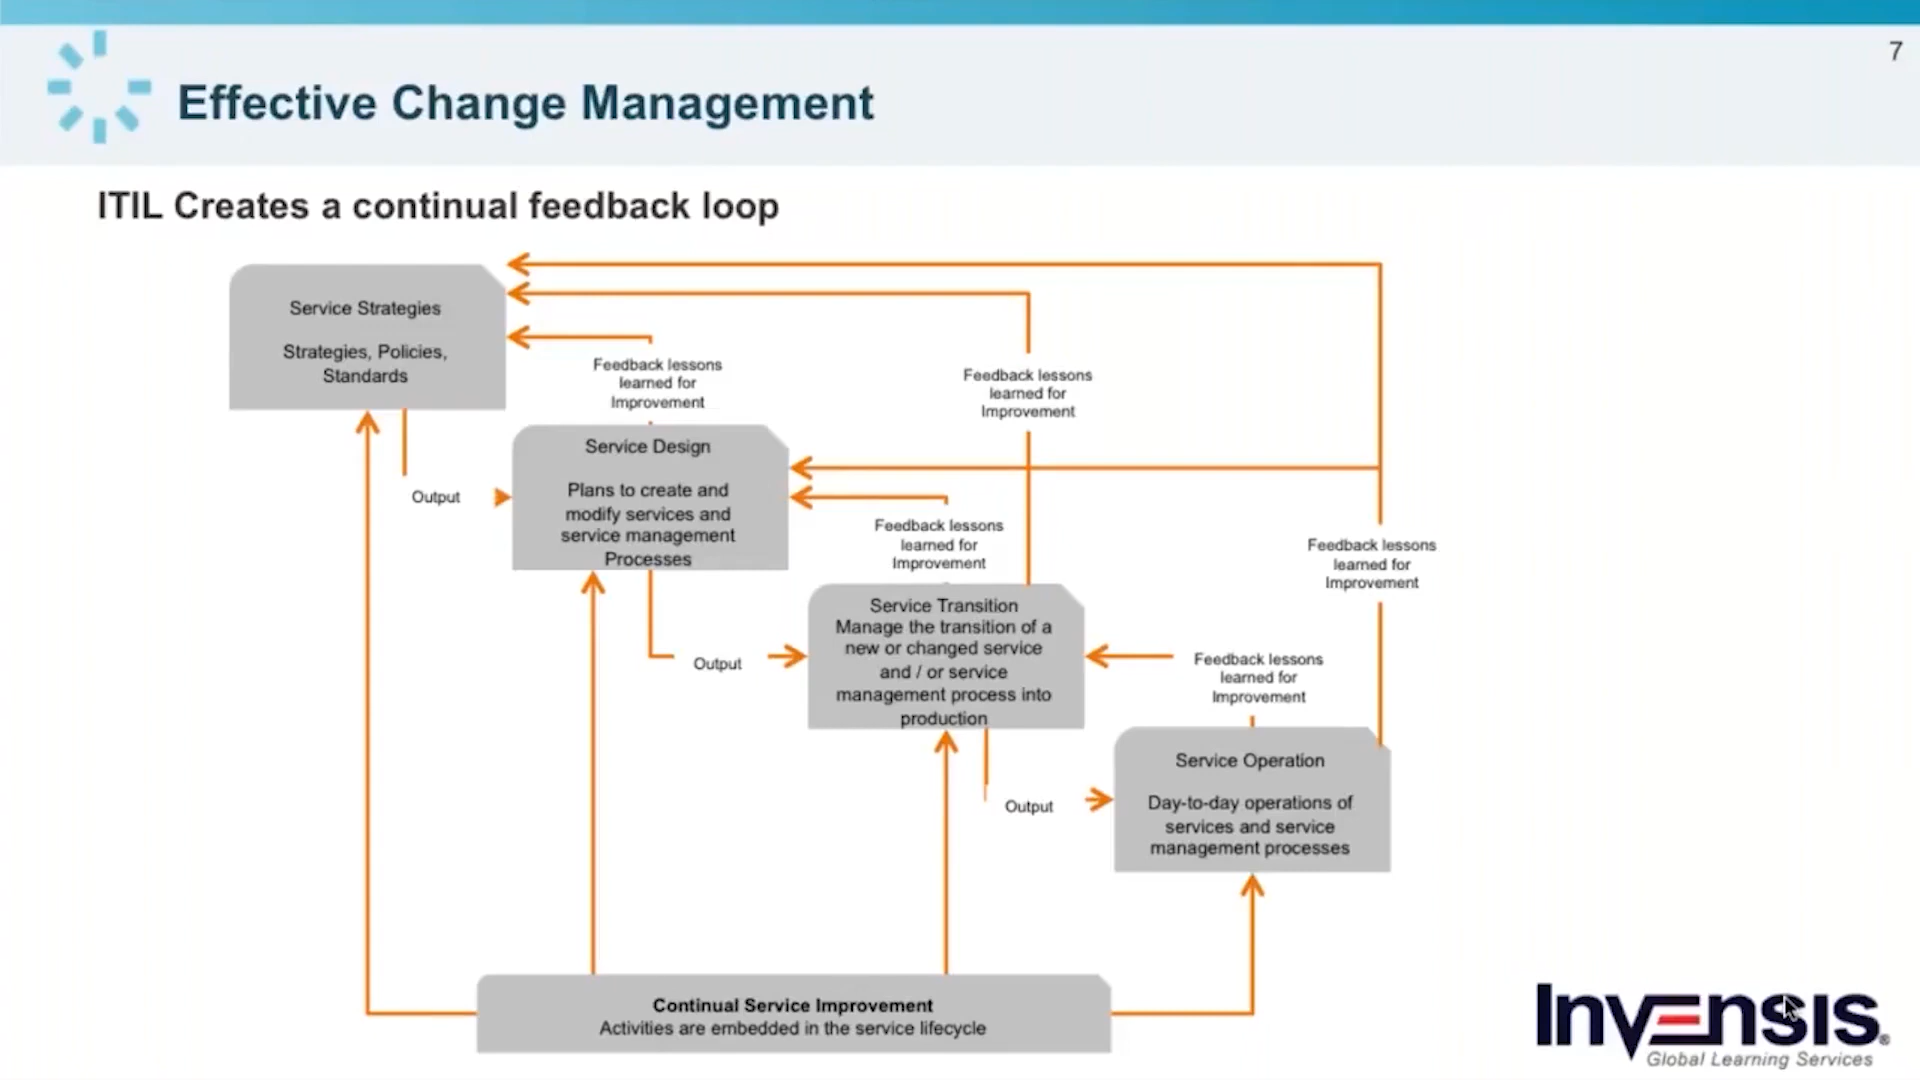 7
Effective Change Management
ITIL Creates a continual feedback loop
Service Strategies
Strategies, Policies,
Standards
Feedback lessons
learned for
Improvement
Feedback lessons
learned for
Improvement
Output
Service Design
Plans to create and
modify services and
service management
Processes
Feedback lessons
learned for
Improvement
Feedback lessons
learned for
Improvement
Output
Service Transition
Manage the transition of a
new or changed service
and / or service
management process into
production
Feedback lessons
learned for
Improvement
Output
Service Operation
Day-to-day operations of
services and service
management processes
Continual Service Improvement
Activities are embedded in the service lifecycle
Invensis®
Global Learning Services